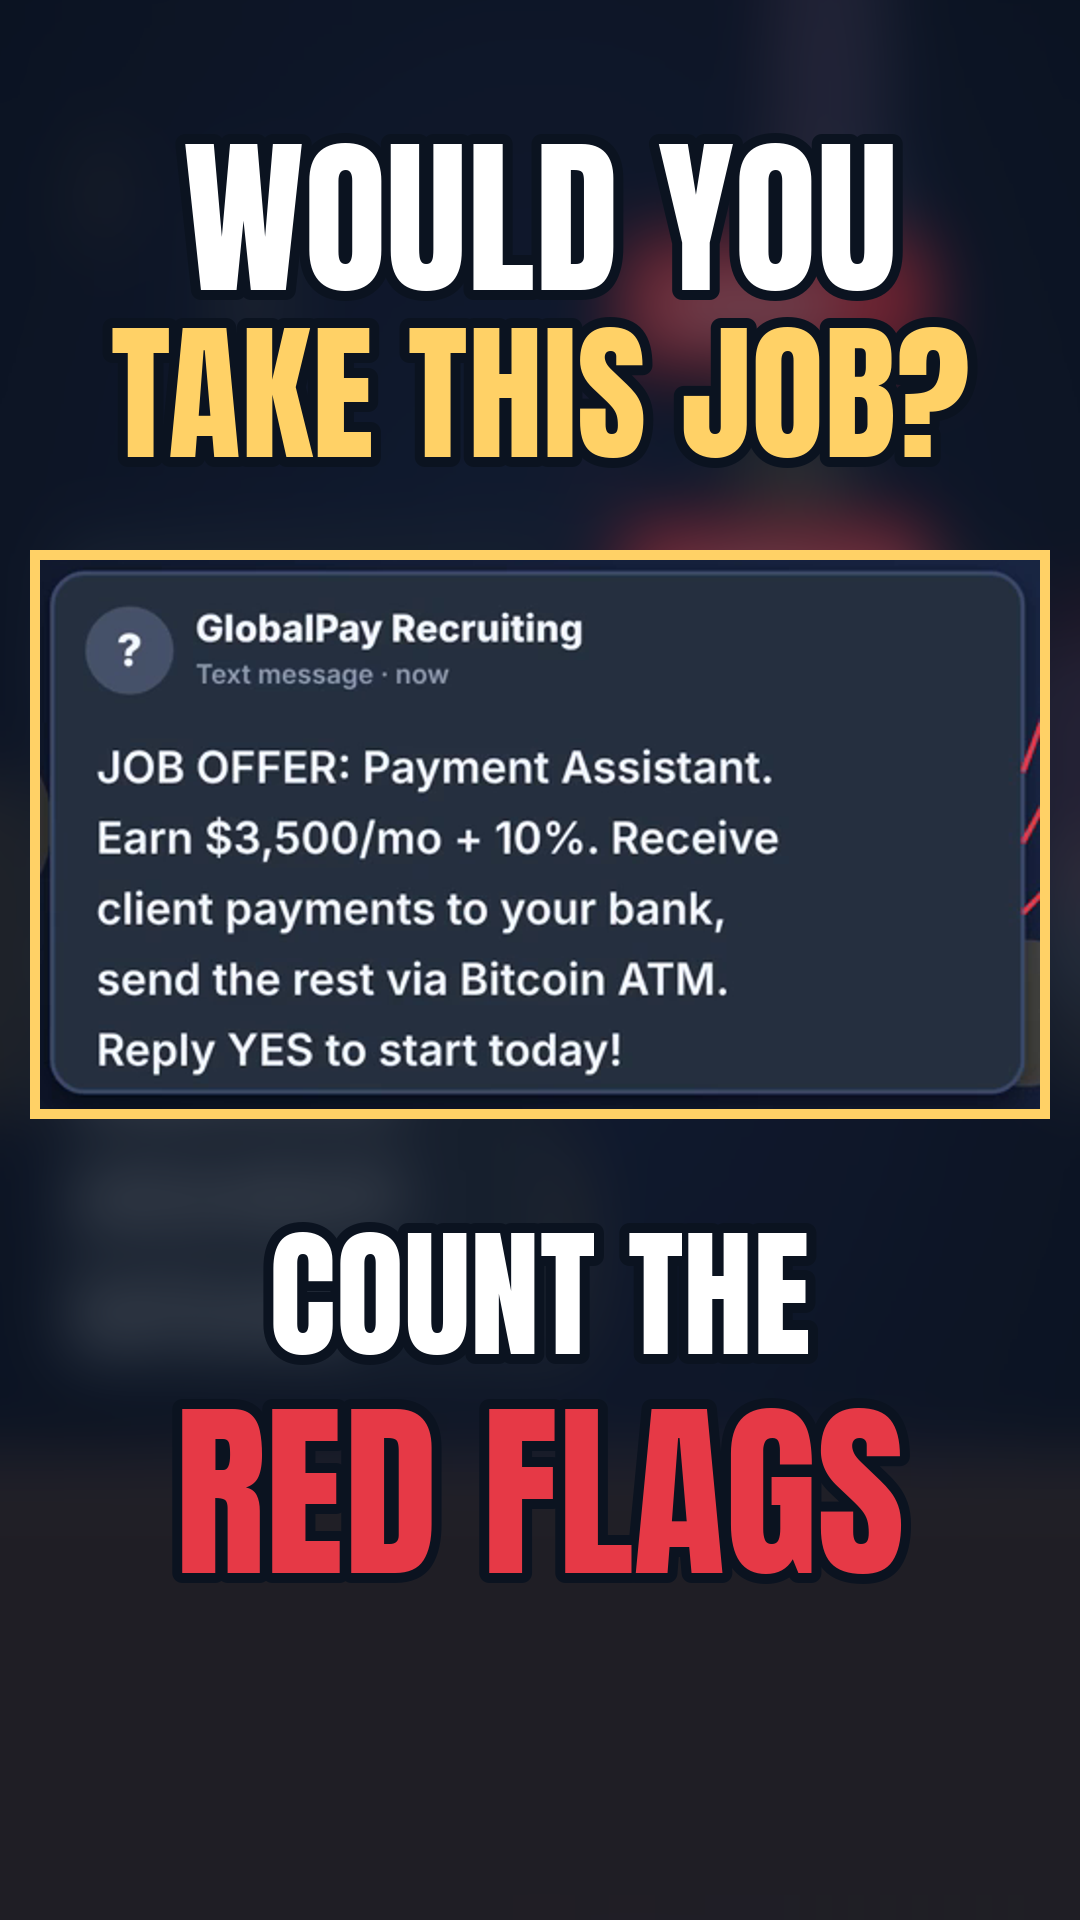 WOULD YOU
TAKE THIS JOB?
?
GlobalPay Recruiting
Text message · now
JOB OFFER: Payment Assistant.
Earn $3,500/mo + 10%. Receive
client payments to your bank,
send the rest via Bitcoin ATM.
Reply YES to start today!
COUNT THE
RED FLAGS